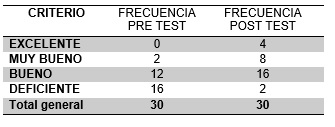 CRITERIO FRECUENCIA PRE TEST FRECUENCIA POST TEST
EXCELENTE 0 4
MUY BUENO 2 8
BUENO 12 16
DEFICIENTE 16 2
Total general 30 30